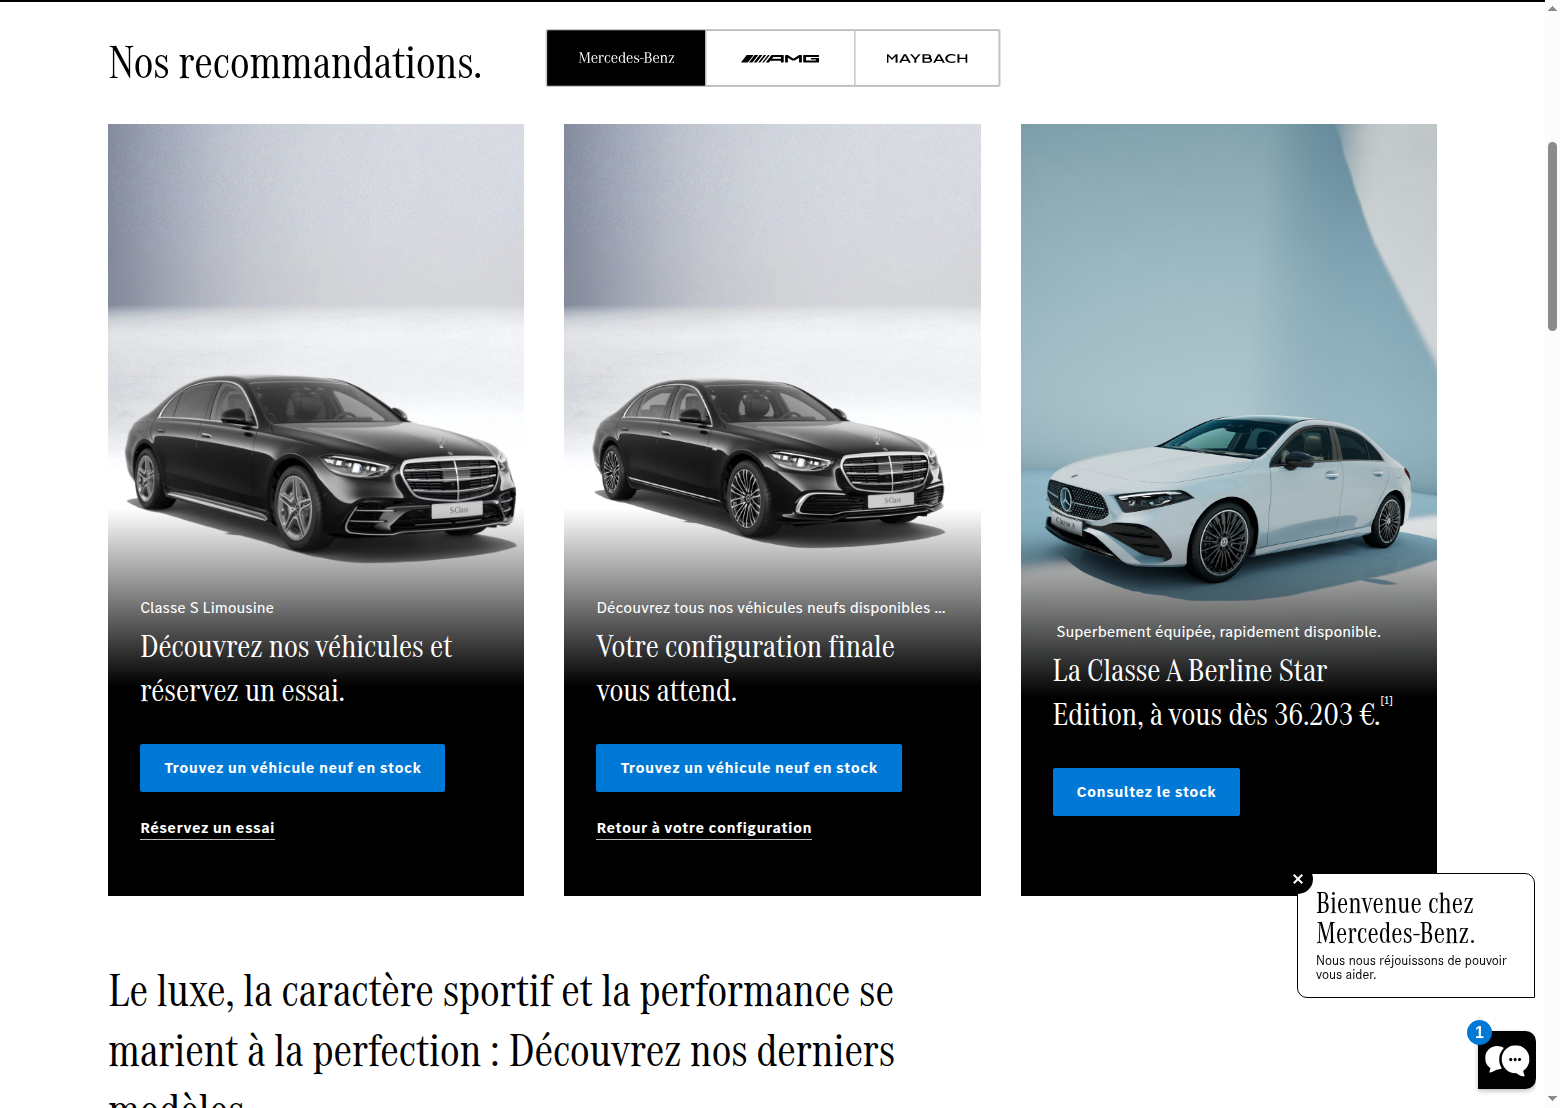 Nos recommandations.
Mercedes-Benz
AMG
MAYBACH
S-Class
Classe S Limousine
Découvrez nos véhicules et
réservez un essai.
Trouvez un véhicule neuf en stock
Réservez un essai
S-Class
Découvrez tous nos véhicules neufs disponibles ...
Votre configuration finale
vous attend.
Trouvez un véhicule neuf en stock
Retour à votre configuration
Classe A
Superbement équipée, rapidement disponible.
La Classe A Berline Star
Edition, à vous dès 36.203 €.[1]
Consultez le stock
Bienvenue chez
Mercedes-Benz.
Nous nous réjouissons de pouvoir
vous aider.
1
Le luxe, la caractère sportif et la performance se
marient à la perfection : Découvrez nos derniers
modèles